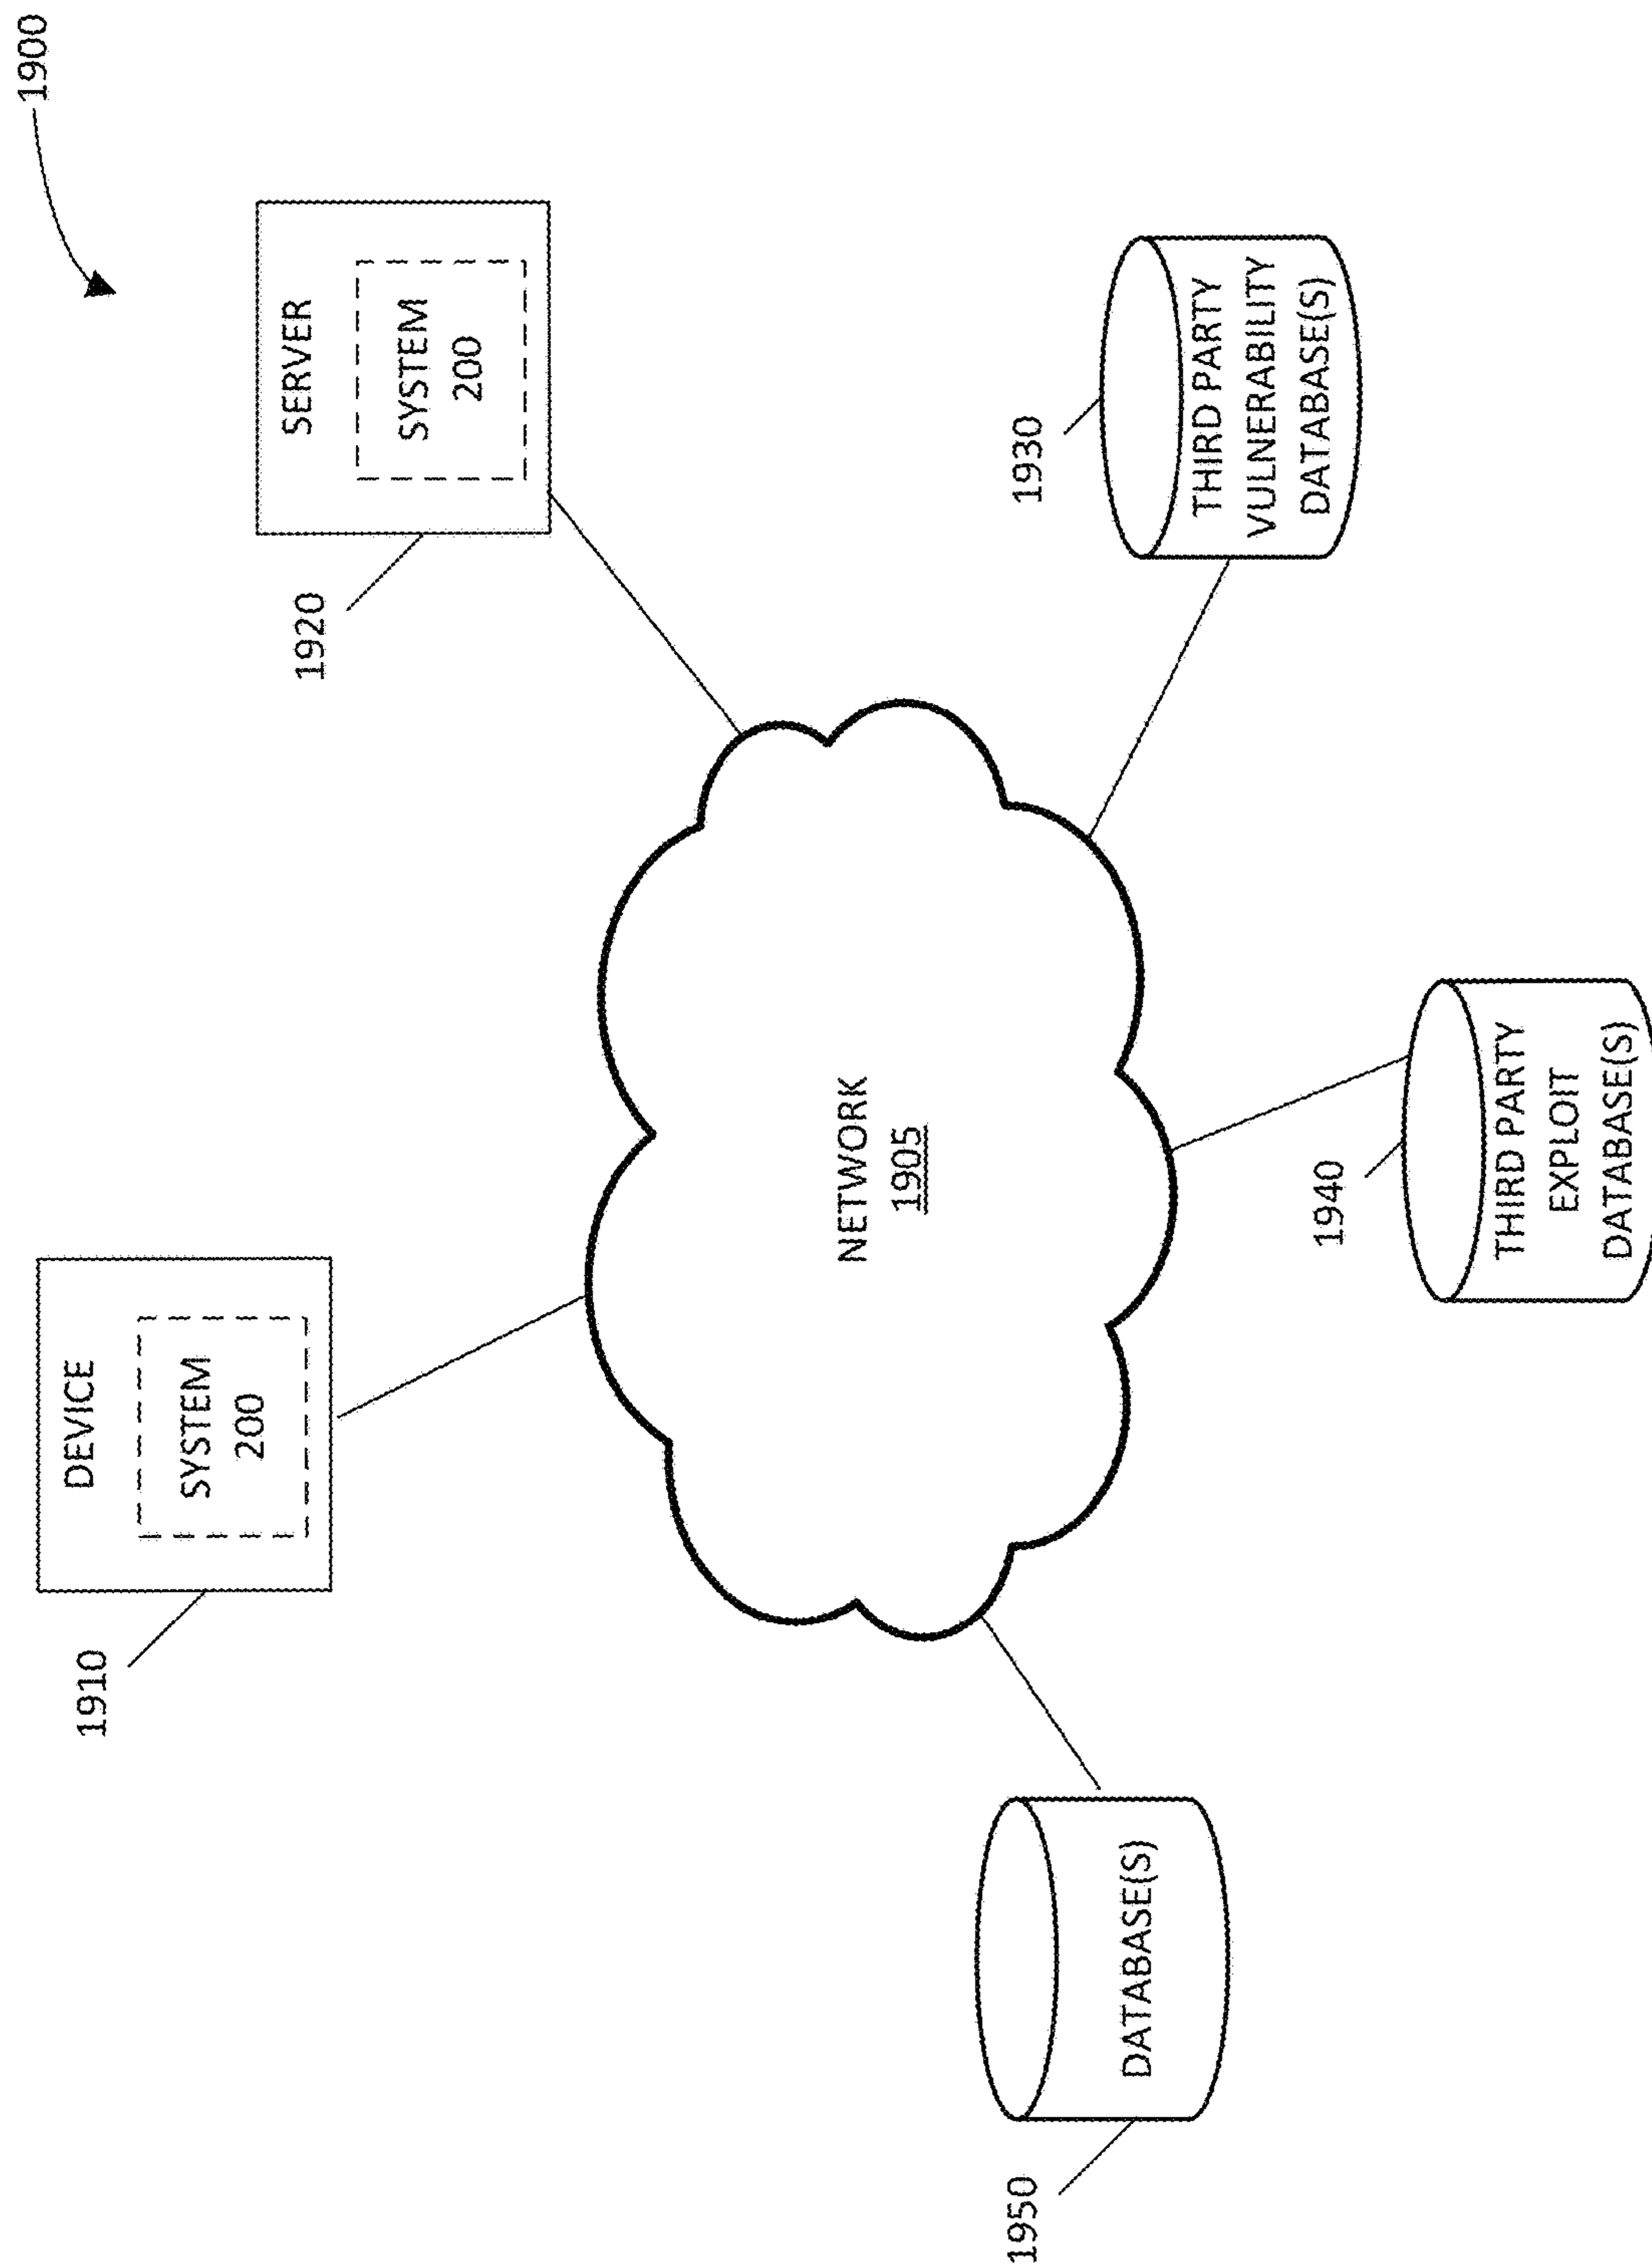 1900
DEVICE
SYSTEM
200
1910
SERVER
SYSTEM
200
1920
NETWORK
1905
1930
THIRD PARTY
VULNERABILITY
DATABASE(S)
1940
THIRD PARTY
EXPLOIT
DATABASE(S)
DATABASE(S)
1950